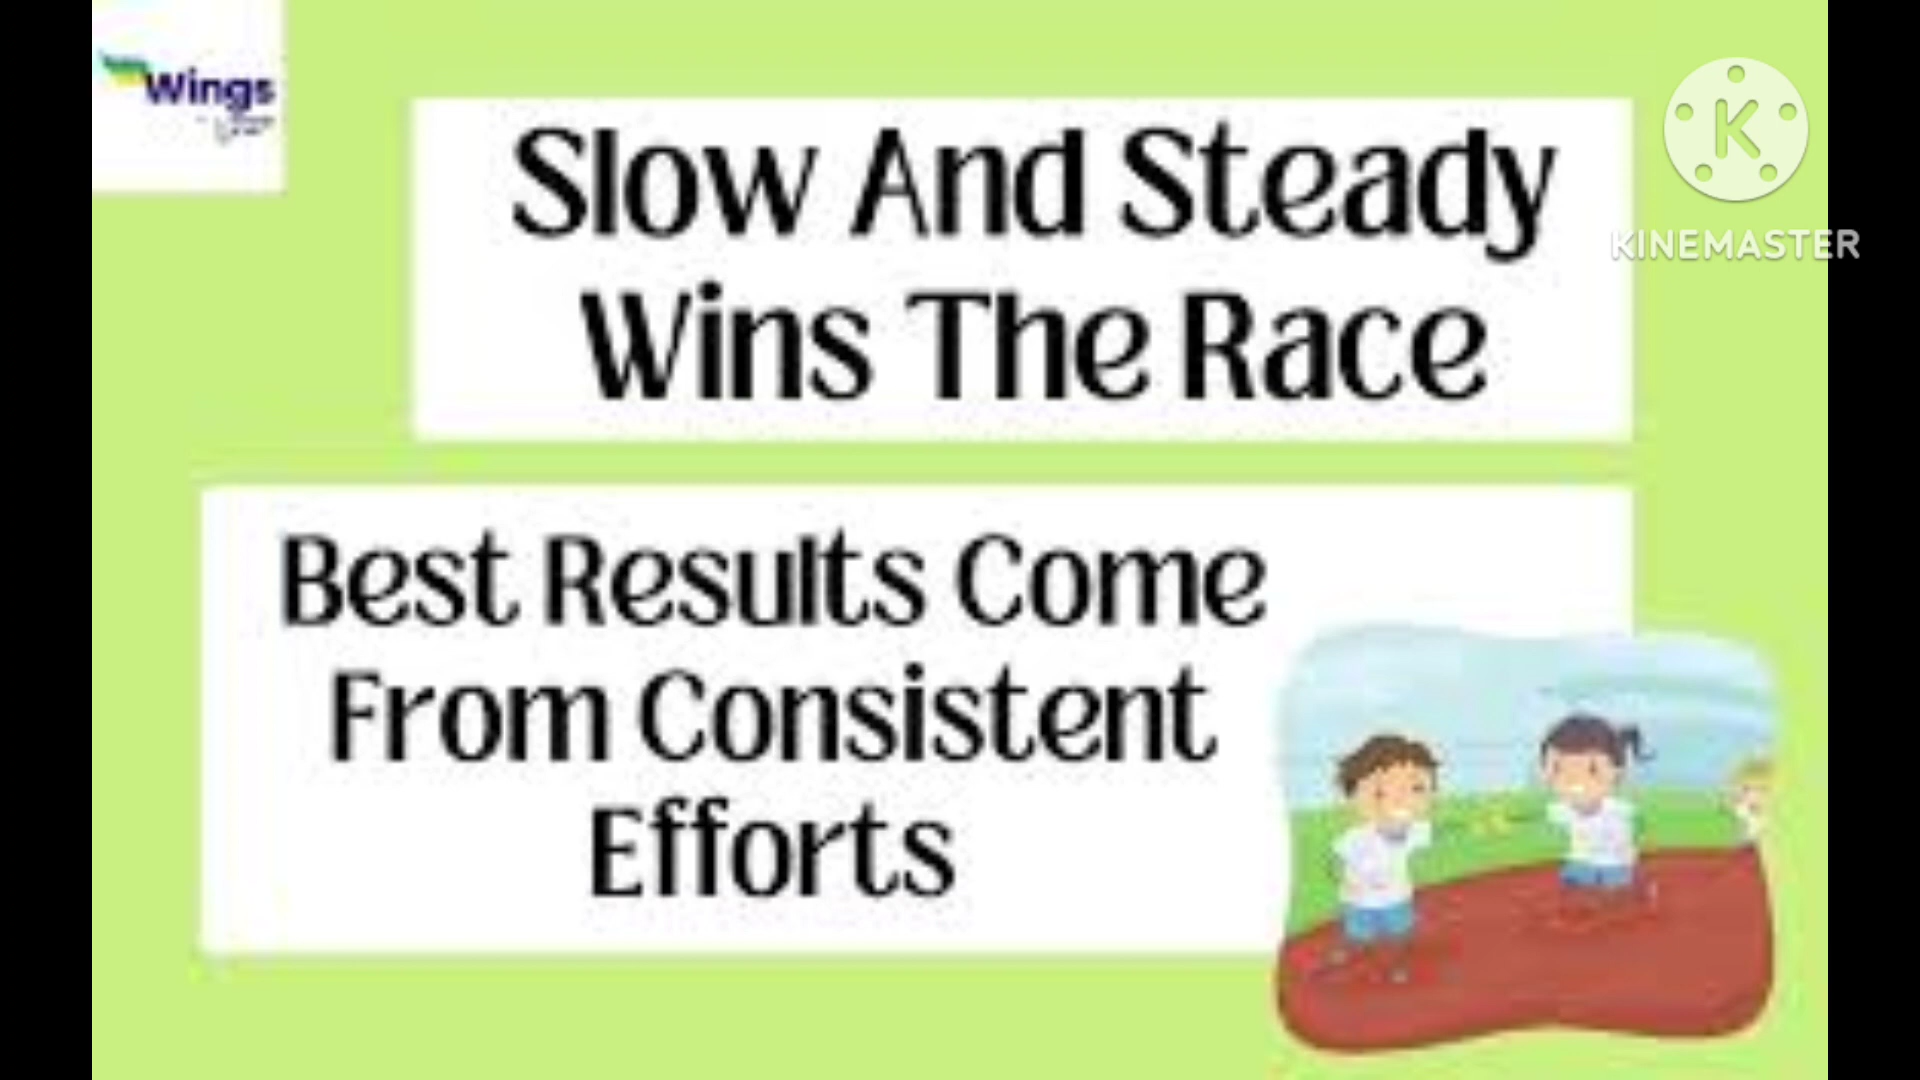 Wings
Slow And Steady
Wins The Race
KINEMASTER
Best Results Come
From Consistent
Efforts